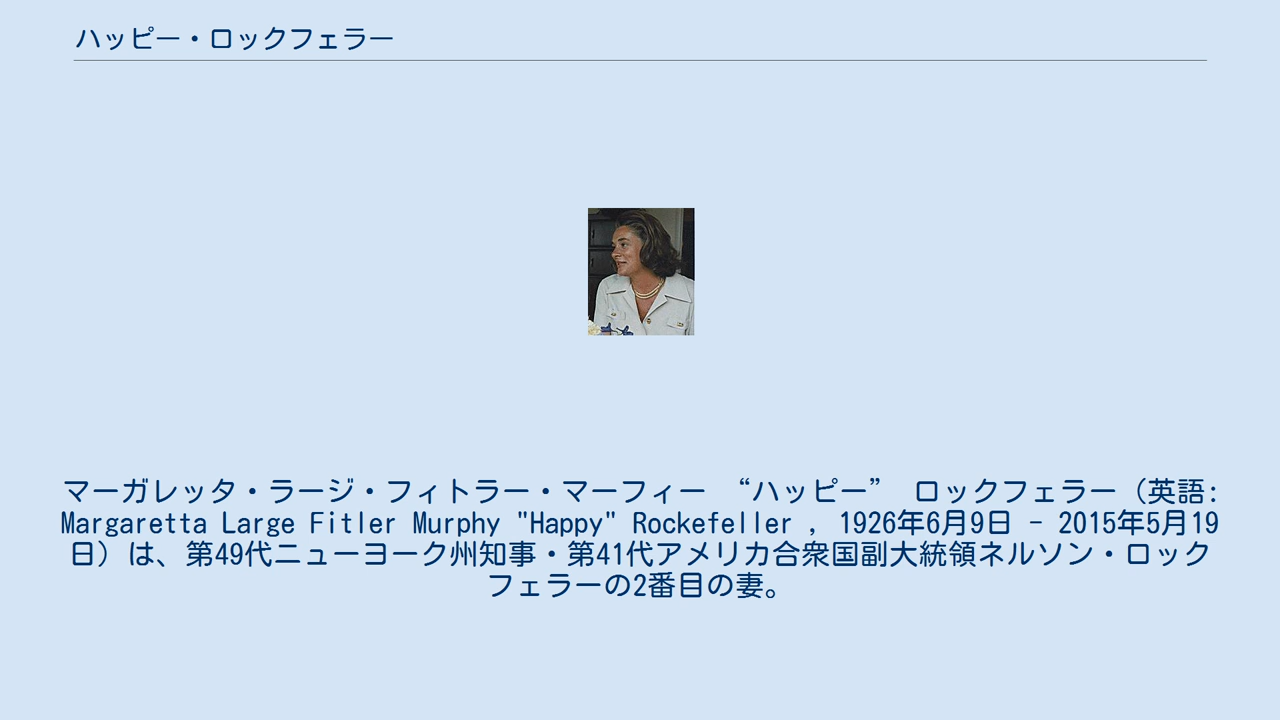 ハッピー・ロックフェラー
マーガレッタ・ラージ・フィトラー・マーフィー “ハッピー” ロックフェラー（英語:
Margaretta Large Fitler Murphy "Happy" Rockefeller , 1926年6月9日 - 2015年5月19
日）は、第49代ニューヨーク州知事・第41代アメリカ合衆国副大統領ネルソン・ロック
フェラーの2番目の妻。